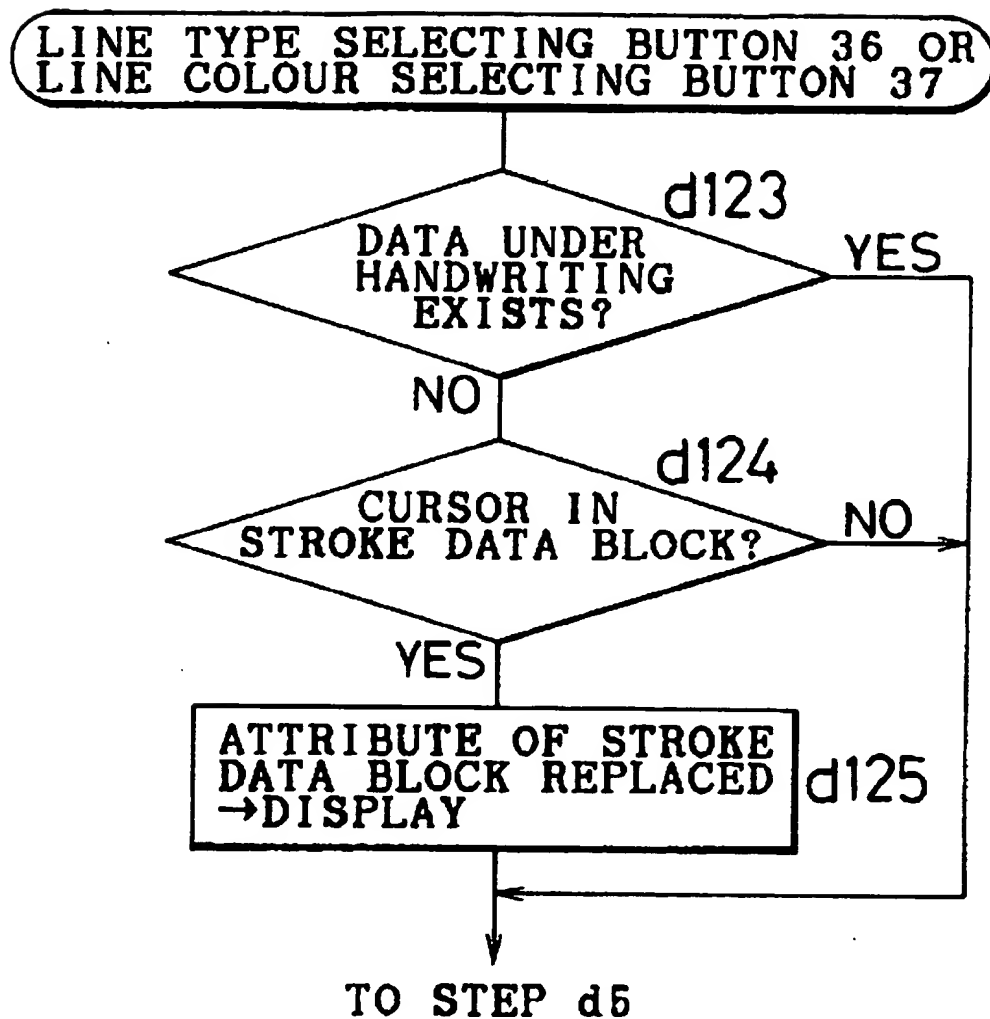 LINE TYPE SELECTING BUTTON 36 OR
LINE COLOUR SELECTING BUTTON 37
d123
DATA UNDER
HANDWRITING
EXISTS?
YES
NO
d124
CURSOR IN
STROKE DATA BLOCK?
NO
YES
ATTRIBUTE OF STROKE
DATA BLOCK REPLACED
→DISPLAY
d125
TO STEP d5